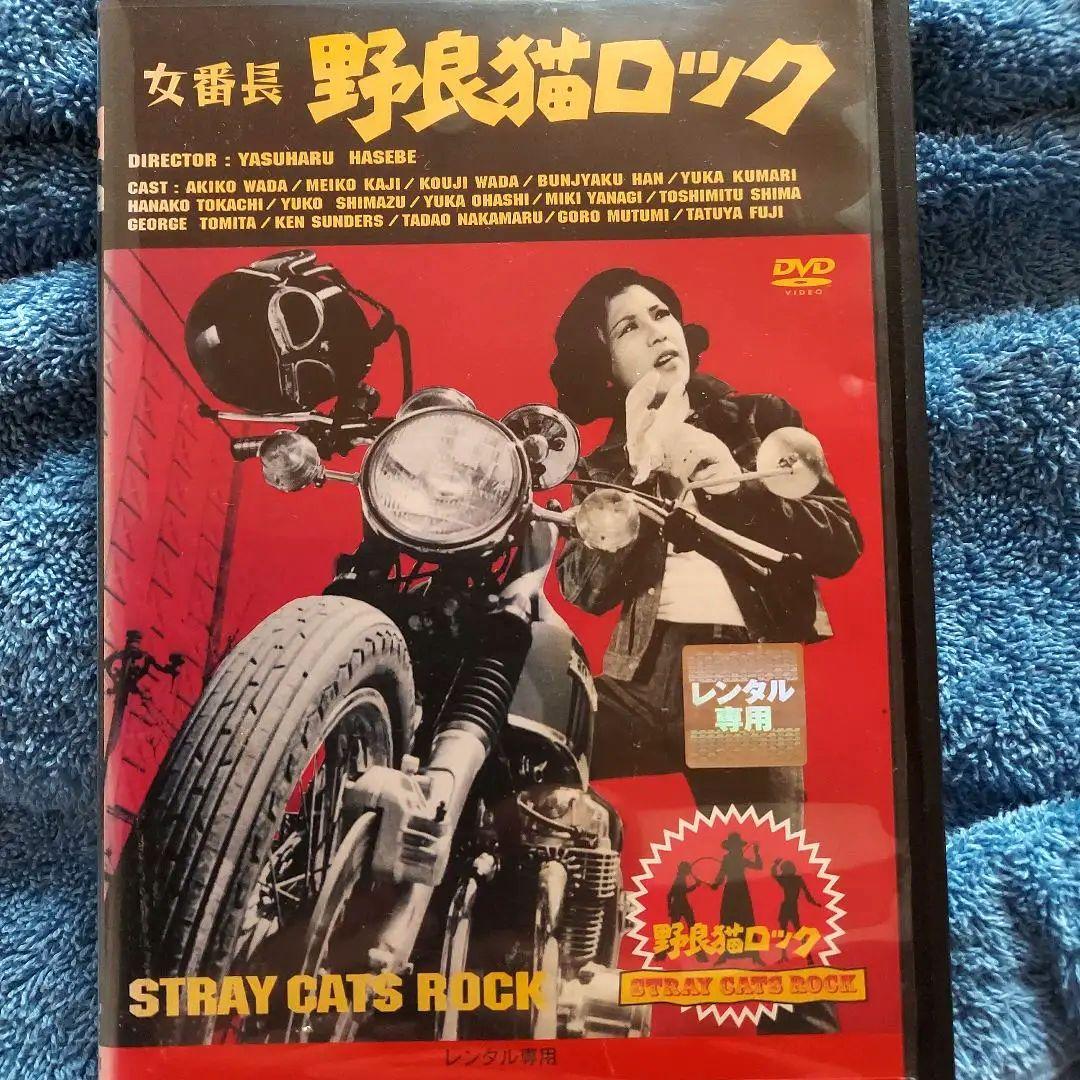 女番長 野良猫ロック
DIRECTOR : YASUHARU HASEBE
CAST : AKIKO WADA/MEIKO KAJI/KOUJI WADA/BUNJYAKU HAN/YUKA KUMARI
HANAKO TOKACHI/YUKO SHIMAZU/YUKA OHASHI/MIKI YANAGI/TOSHIMITU SHIMA
GEORGE TOMITA/KEN SUNDERS/TADAO NAKAMARU/GORO MUTUMI/TATUYA FUJI
DVD
VIDEO
レンタル
専用
野良猫ロック
STRAY CATS ROCK
STRAY CATS ROCK
レンタル専用